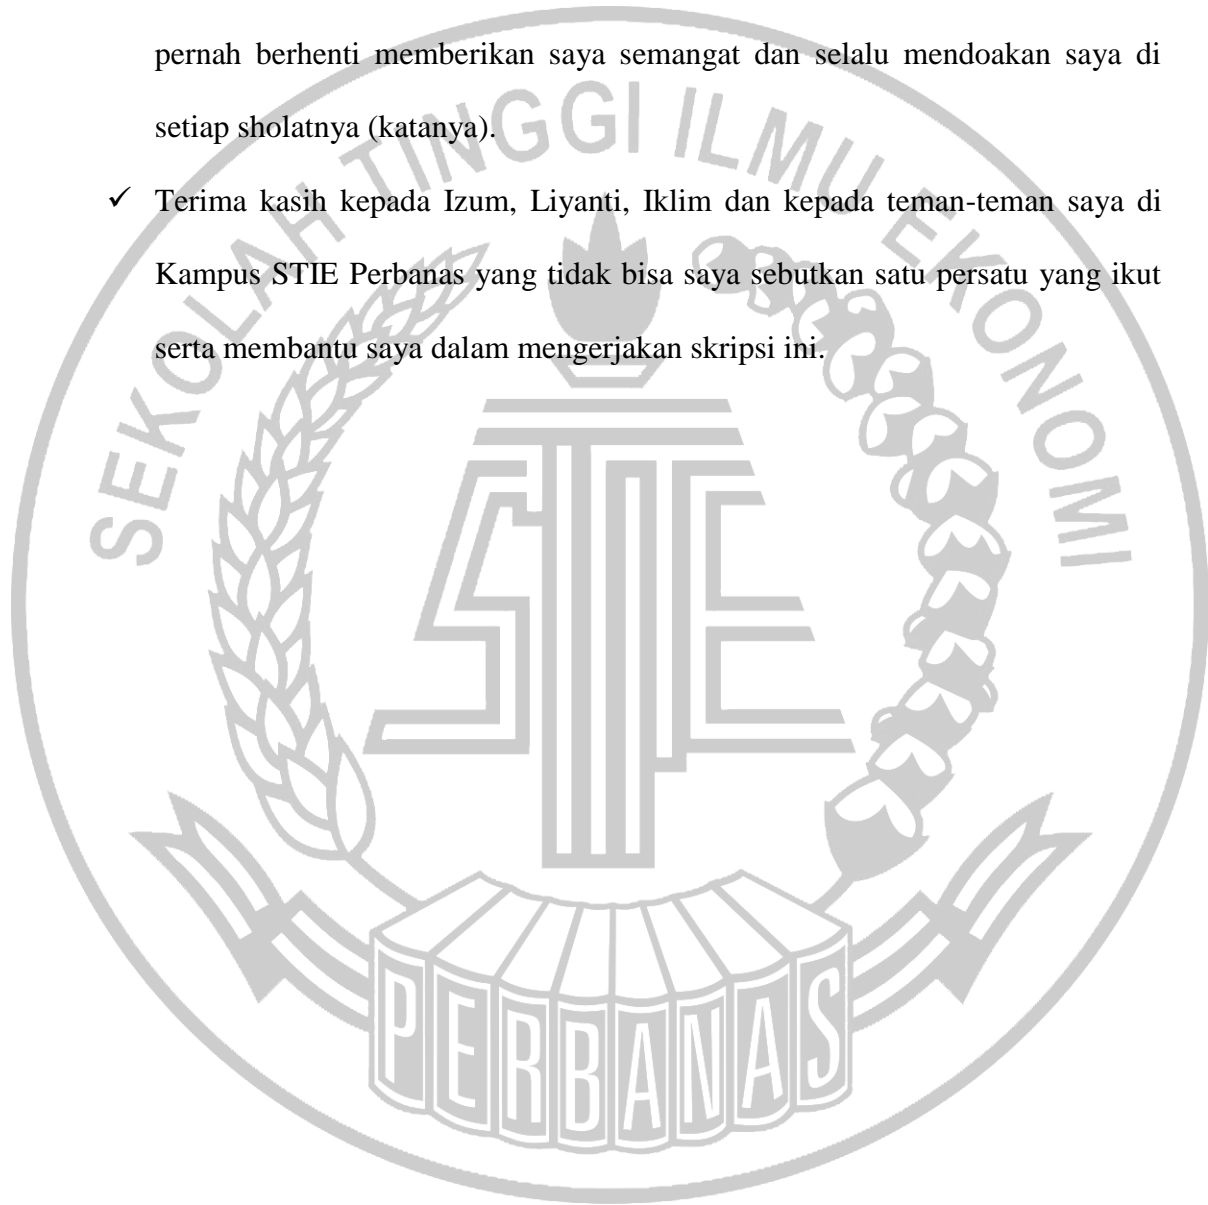 pernah berhenti memberikan saya semangat dan selalu mendoakan saya di
setiap sholatnya (katanya).
✓ Terima kasih kepada Izum, Liyanti, Iklim dan kepada teman-teman saya di
Kampus STIE Perbanas yang tidak bisa saya sebutkan satu persatu yang ikut
serta membantu saya dalam mengerjakan skripsi ini.
SEKOLAH TINGGI ILMU EKONOMI
STIE
PERBANAS